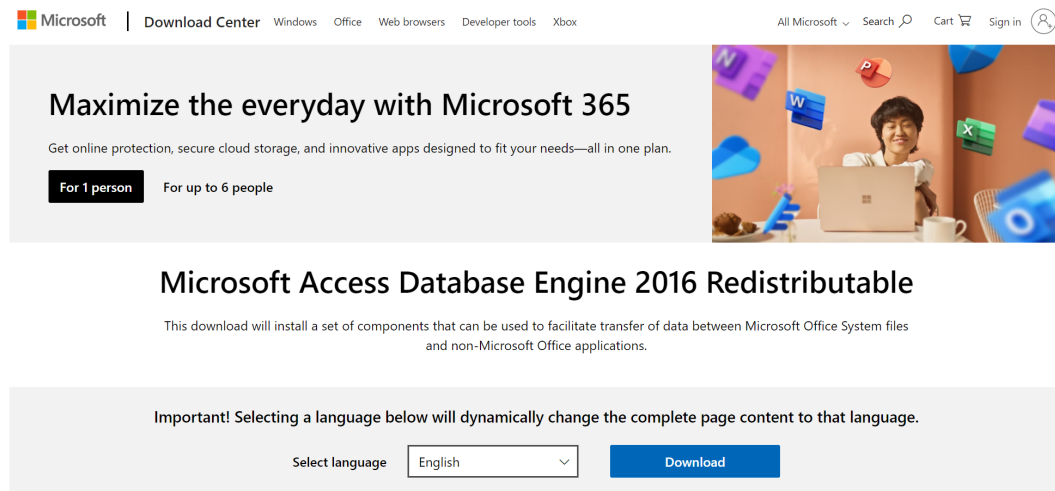 Microsoft Download Center Windows Office Web browsers Developer tools Xbox All Microsoft Search Cart Sign in
Maximize the everyday with Microsoft 365
Get online protection, secure cloud storage, and innovative apps designed to fit your needs—all in one plan.
For 1 person For up to 6 people
N
P
W
X
O
Microsoft Access Database Engine 2016 Redistributable
This download will install a set of components that can be used to facilitate transfer of data between Microsoft Office System files
and non-Microsoft Office applications.
Important! Selecting a language below will dynamically change the complete page content to that language.
Select language English Download